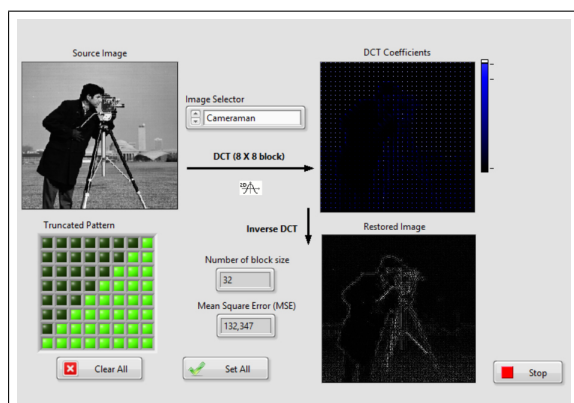 Source Image
DCT Coefficients
Image Selector
Cameraman
DCT (8 X 8 block)
2D
Truncated Pattern
Inverse DCT
Restored Image
Number of block size
32
Mean Square Error (MSE)
132,347
Clear All
Set All
Stop